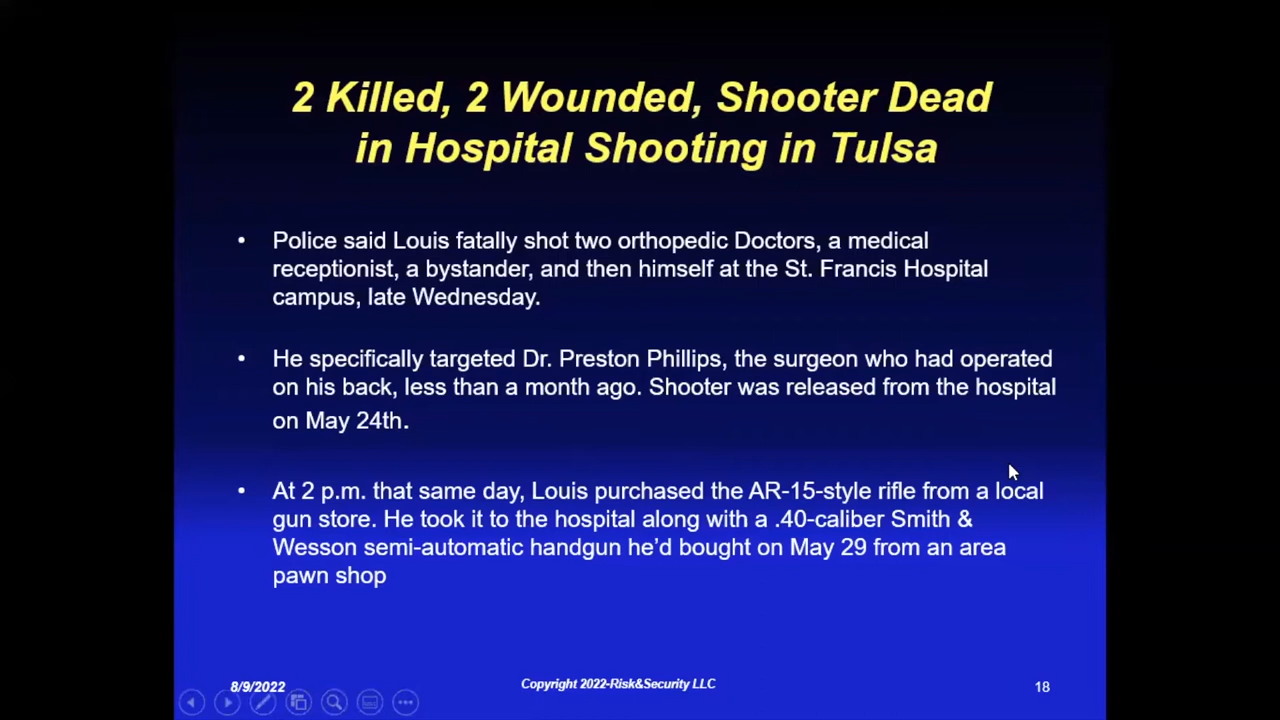 2 Killed, 2 Wounded, Shooter Dead
in Hospital Shooting in Tulsa
• Police said Louis fatally shot two orthopedic Doctors, a medical
receptionist, a bystander, and then himself at the St. Francis Hospital
campus, late Wednesday.
• He specifically targeted Dr. Preston Phillips, the surgeon who had operated
on his back, less than a month ago. Shooter was released from the hospital
on May 24th.
• At 2 p.m. that same day, Louis purchased the AR-15-style rifle from a local
gun store. He took it to the hospital along with a .40-caliber Smith &
Wesson semi-automatic handgun he’d bought on May 29 from an area
pawn shop
8/9/2022
Copyright 2022-Risk&Security LLC
18